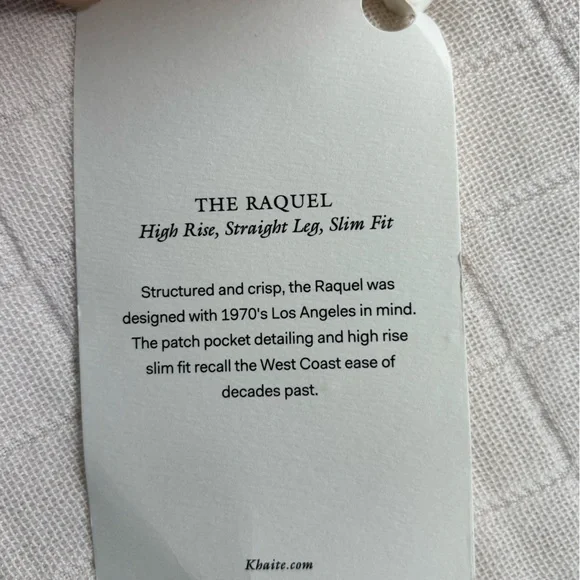 THE RAQUEL
High Rise, Straight Leg, Slim Fit
Structured and crisp, the Raquel was
designed with 1970's Los Angeles in mind.
The patch pocket detailing and high rise
slim fit recall the West Coast ease of
decades past.
Khaite.com